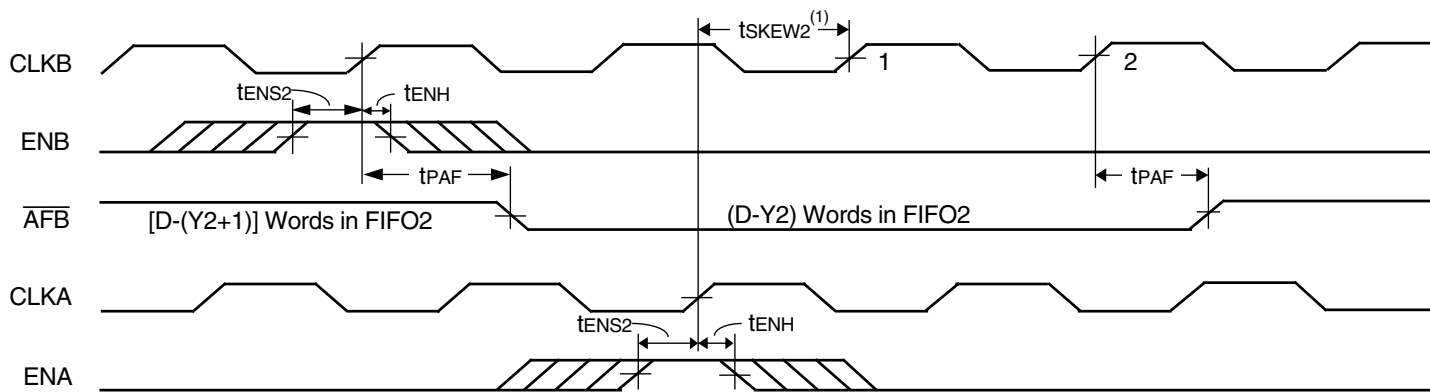 tSKEW2(1)
CLKB 1 2
tENS2 tENH
ENB
tPAF tPAF
AFB [D-(Y2+1)] Words in FIFO2 (D-Y2) Words in FIFO2
CLKA
tENS2 tENH
ENA